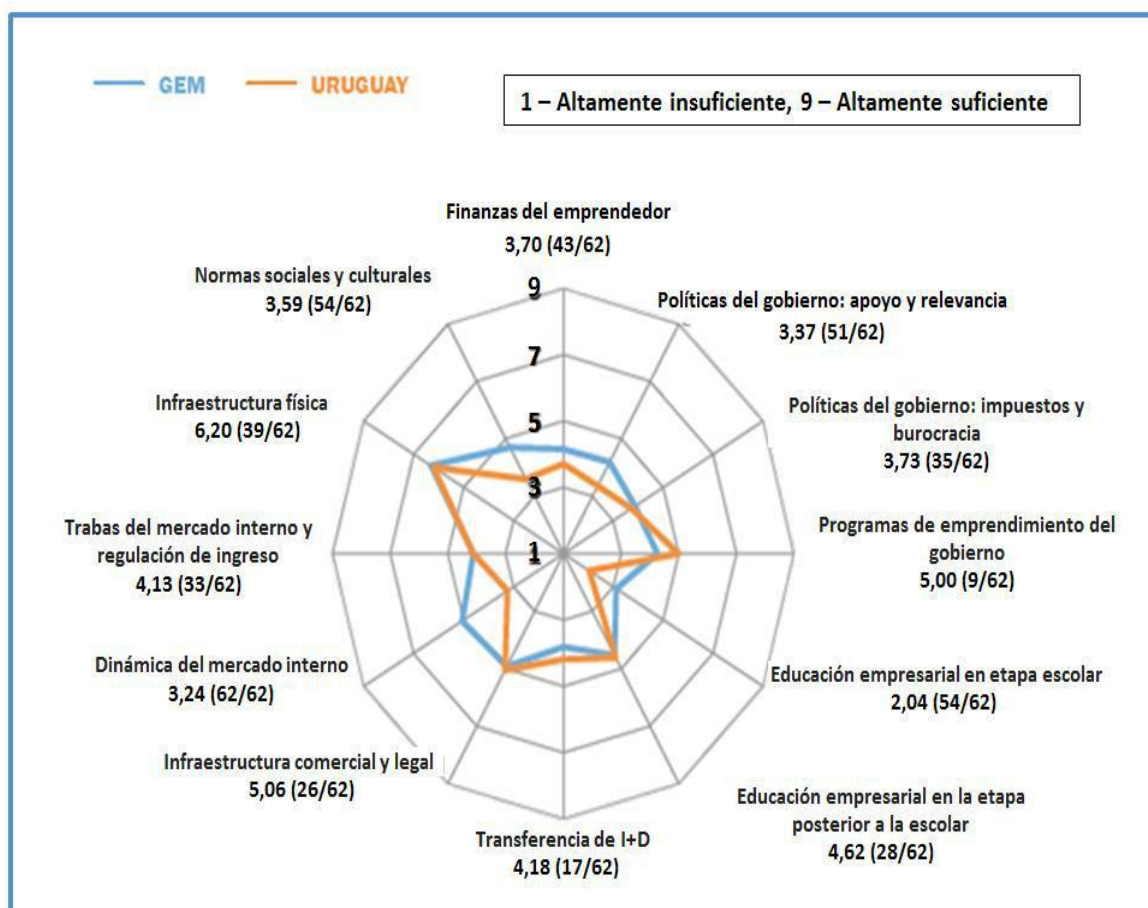 GEM
URUGUAY
1 – Altamente insuficiente, 9 – Altamente suficiente
Finanzas del emprendedor
3,70 (43/62)
Normas sociales y culturales
3,59 (54/62)
9
Políticas del gobierno: apoyo y relevancia
3,37 (51/62)
7
Infraestructura física
6,20 (39/62)
5
Políticas del gobierno: impuestos y
burocracia
3,73 (35/62)
3
Trabas del mercado interno y
regulación de ingreso
4,13 (33/62)
1
Programas de emprendimiento del
gobierno
5,00 (9/62)
Dinámica del mercado interno
3,24 (62/62)
Educación empresarial en etapa escolar
2,04 (54/62)
Infraestructura comercial y legal
5,06 (26/62)
Educación empresarial en la etapa
posterior a la escolar
4,62 (28/62)
Transferencia de I+D
4,18 (17/62)